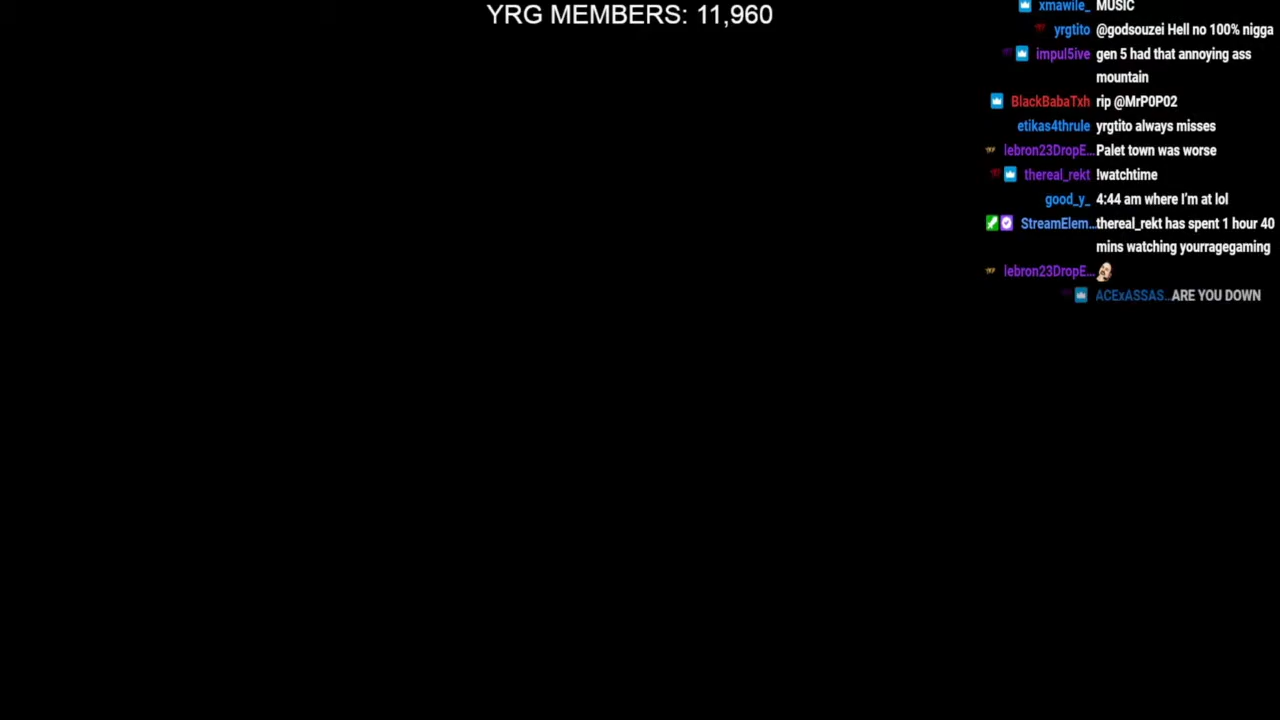 YRG MEMBERS: 11,960
xmawile_ MUSIC
yrgtito @godsouzei Hell no 100% nigga
impul5ive gen 5 had that annoying ass
mountain
BlackBabaTxh rip @MrP0P02
etikas4thrule yrgtito always misses
lebron23DropE... Palet town was worse
thereal_rekt !watchtime
good_y_ 4:44 am where I'm at lol
StreamElem... thereal_rekt has spent 1 hour 40
mins watching yourragegaming
lebron23DropE...
ACExASSAS... ARE YOU DOWN